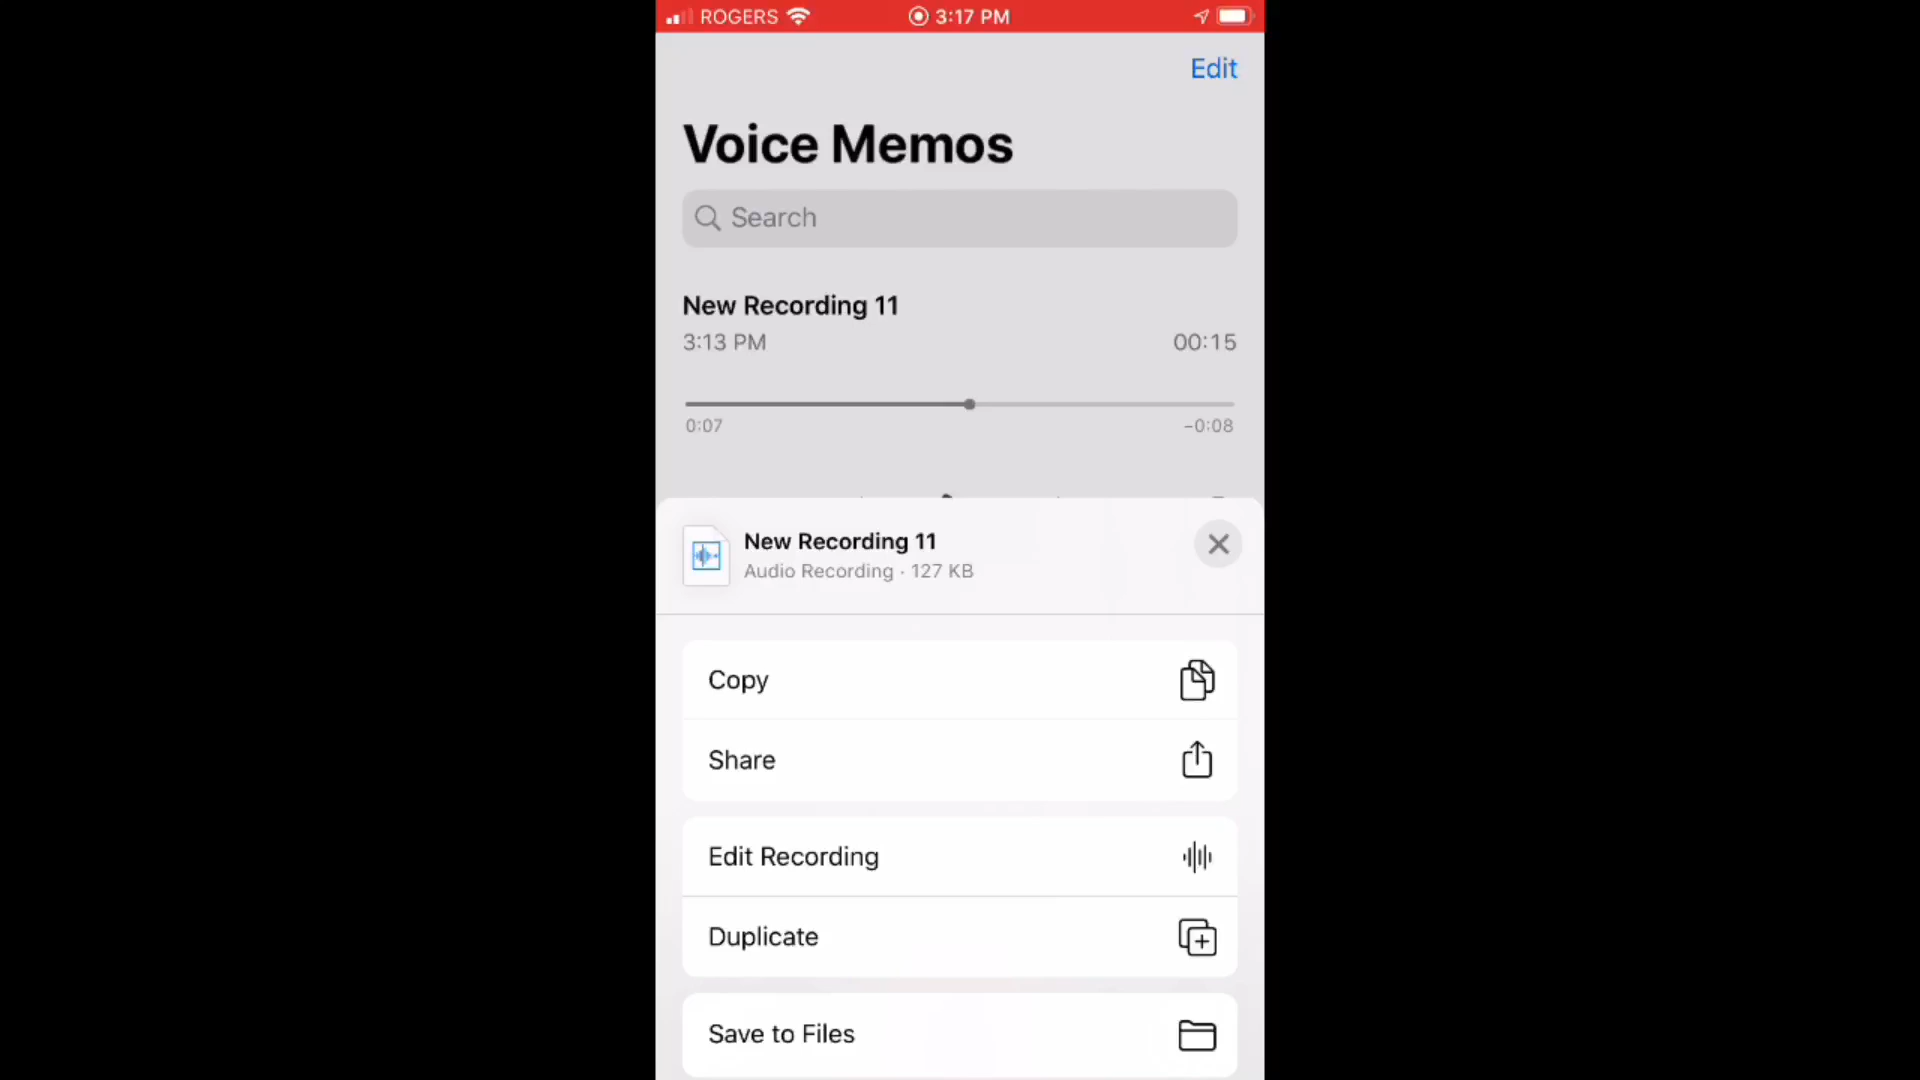 ROGERS 3:17 PM
Edit
Voice Memos
Search
New Recording 11
3:13 PM 00:15
0:07 −0:08
New Recording 11
Audio Recording · 127 KB
Copy
Share
Edit Recording
Duplicate
Save to Files